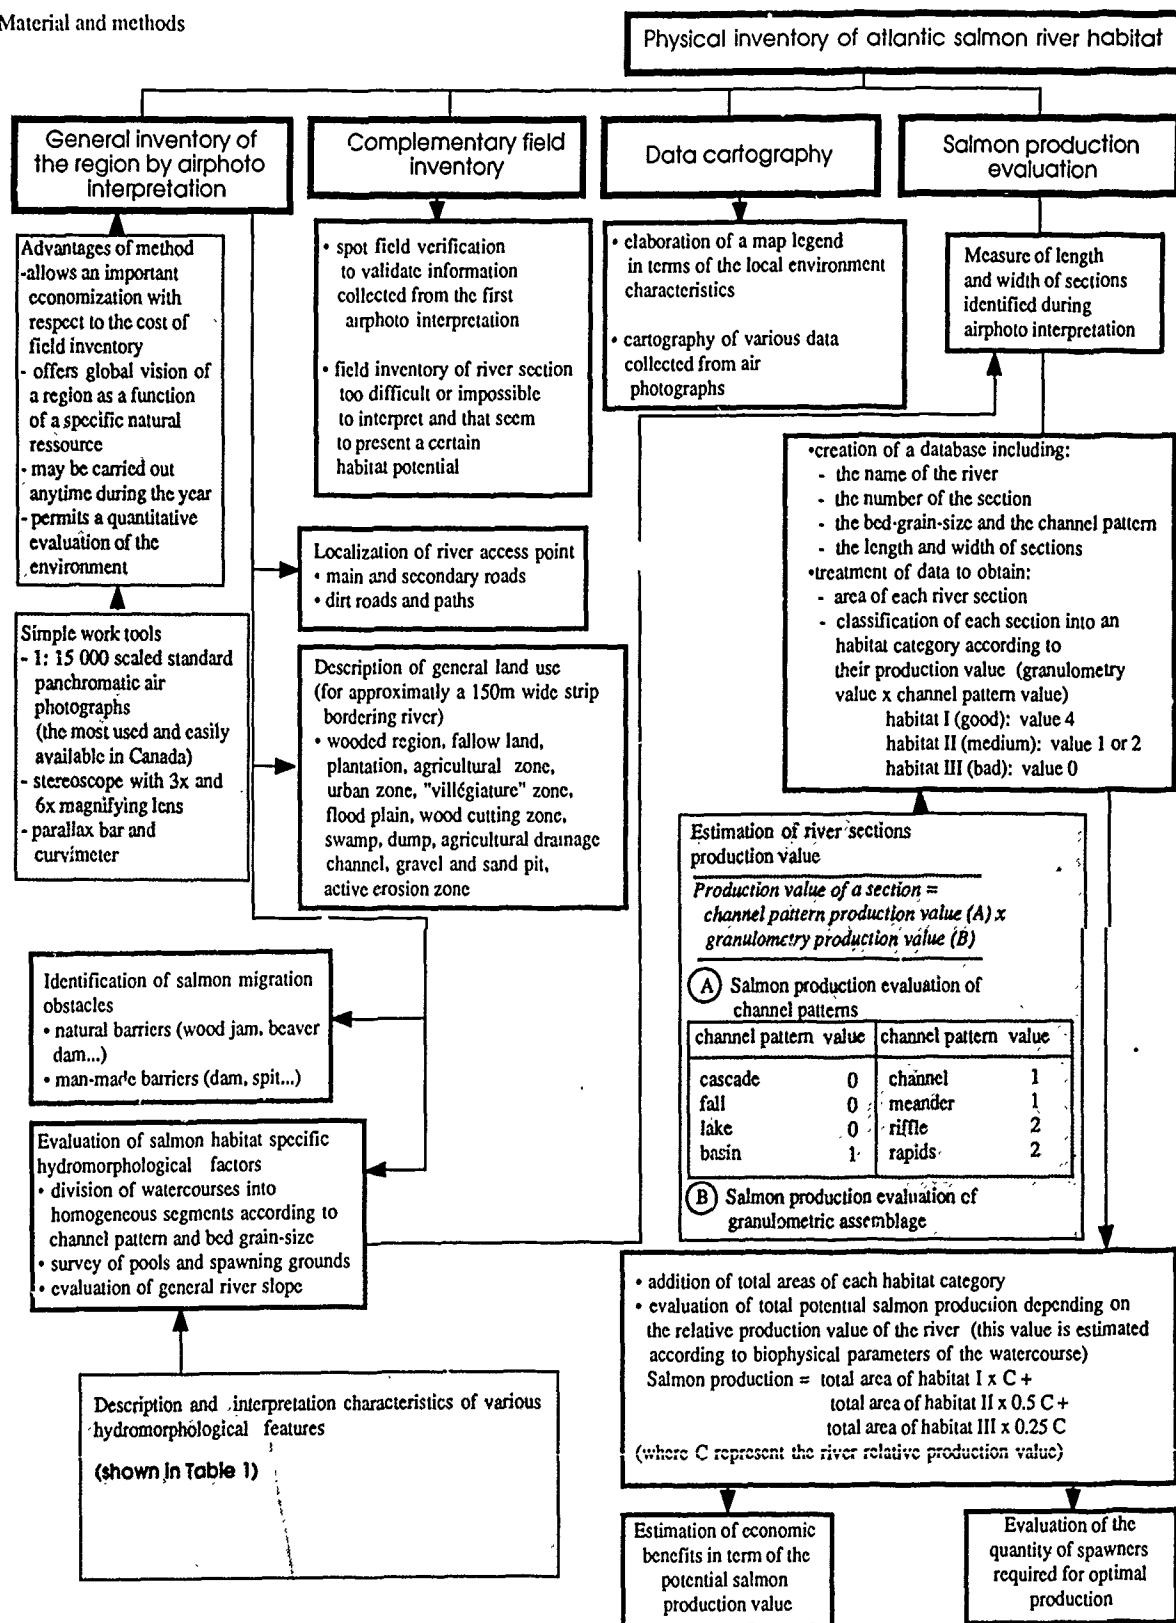 Material and methods
Physical inventory of atlantic salmon river habitat
General inventory of
the region by airphoto
interpretation
Complementary field
inventory
Data cartography
Salmon production
evaluation
Advantages of method
-allows an important
economization with
respect to the cost of
field inventory
- offers global vision of
a region as a function
of a specific natural
ressource
- may be carried out
anytime during the year
- permits a quantitative
evaluation of the
environment
• spot field verification
to validate information
collected from the first
airphoto interpretation
• field inventory of river section
too difficult or impossible
to interpret and that seem
to present a certain
habitat potential
• elaboration of a map legend
in terms of the local environment
characteristics
• cartography of various data
collected from air
photographs
Measure of length
and width of sections
identified during
airphoto interpretation
•creation of a database including:
- the name of the river
- the number of the section
- the bed-grain-size and the channel pattern
- the length and width of sections
•treatment of data to obtain:
- area of each river section
- classification of each section into an
habitat category according to
their production value (granulometry
value x channel pattern value)
habitat I (good): value 4
habitat II (medium): value 1 or 2
habitat III (bad): value 0
Localization of river access point
• main and secondary roads
• dirt roads and paths
Simple work tools
- 1: 15 000 scaled standard
panchromatic air
photographs
(the most used and easily
available in Canada)
- stereoscope with 3x and
6x magnifying lens
- parallax bar and
curvimeter
Description of general land use
(for approximatly a 150m wide strip
bordering river)
• wooded region, fallow land,
plantation, agricultural zone,
urban zone, "villégiature" zone,
flood plain, wood cutting zone,
swamp, dump, agricultural drainage
channel, gravel and sand pit,
active erosion zone
Estimation of river sections
production value
Production value of a section =
channel pattern production value (A) x
granulometry production value (B)
A Salmon production evaluation of
channel patterns
channel pattern value channel pattern value
cascade 0 channel 1
fall 0 meander 1
lake 0 riffle 2
basin 1 rapids 2
B Salmon production evaluation of
granulometric assemblage
Identification of salmon migration
obstacles
• natural barriers (wood jam, beaver
dam...)
• man-made barriers (dam, spit...)
Evaluation of salmon habitat specific
hydromorphological factors
• division of watercourses into
homogeneous segments according to
channel pattern and bed grain-size
• survey of pools and spawning grounds
• evaluation of general river slope
Description and interpretation characteristics of various
hydromorphological features
(shown in Table 1)
• addition of total areas of each habitat category
• evaluation of total potential salmon production depending on
the relative production value of the river (this value is estimated
according to biophysical parameters of the watercourse)
Salmon production = total area of habitat I x C +
total area of habitat II x 0.5 C +
total area of habitat III x 0.25 C
(where C represent the river relative production value)
Estimation of economic
benefits in term of the
potential salmon
production value
Evaluation of the
quantity of spawners
required for optimal
production